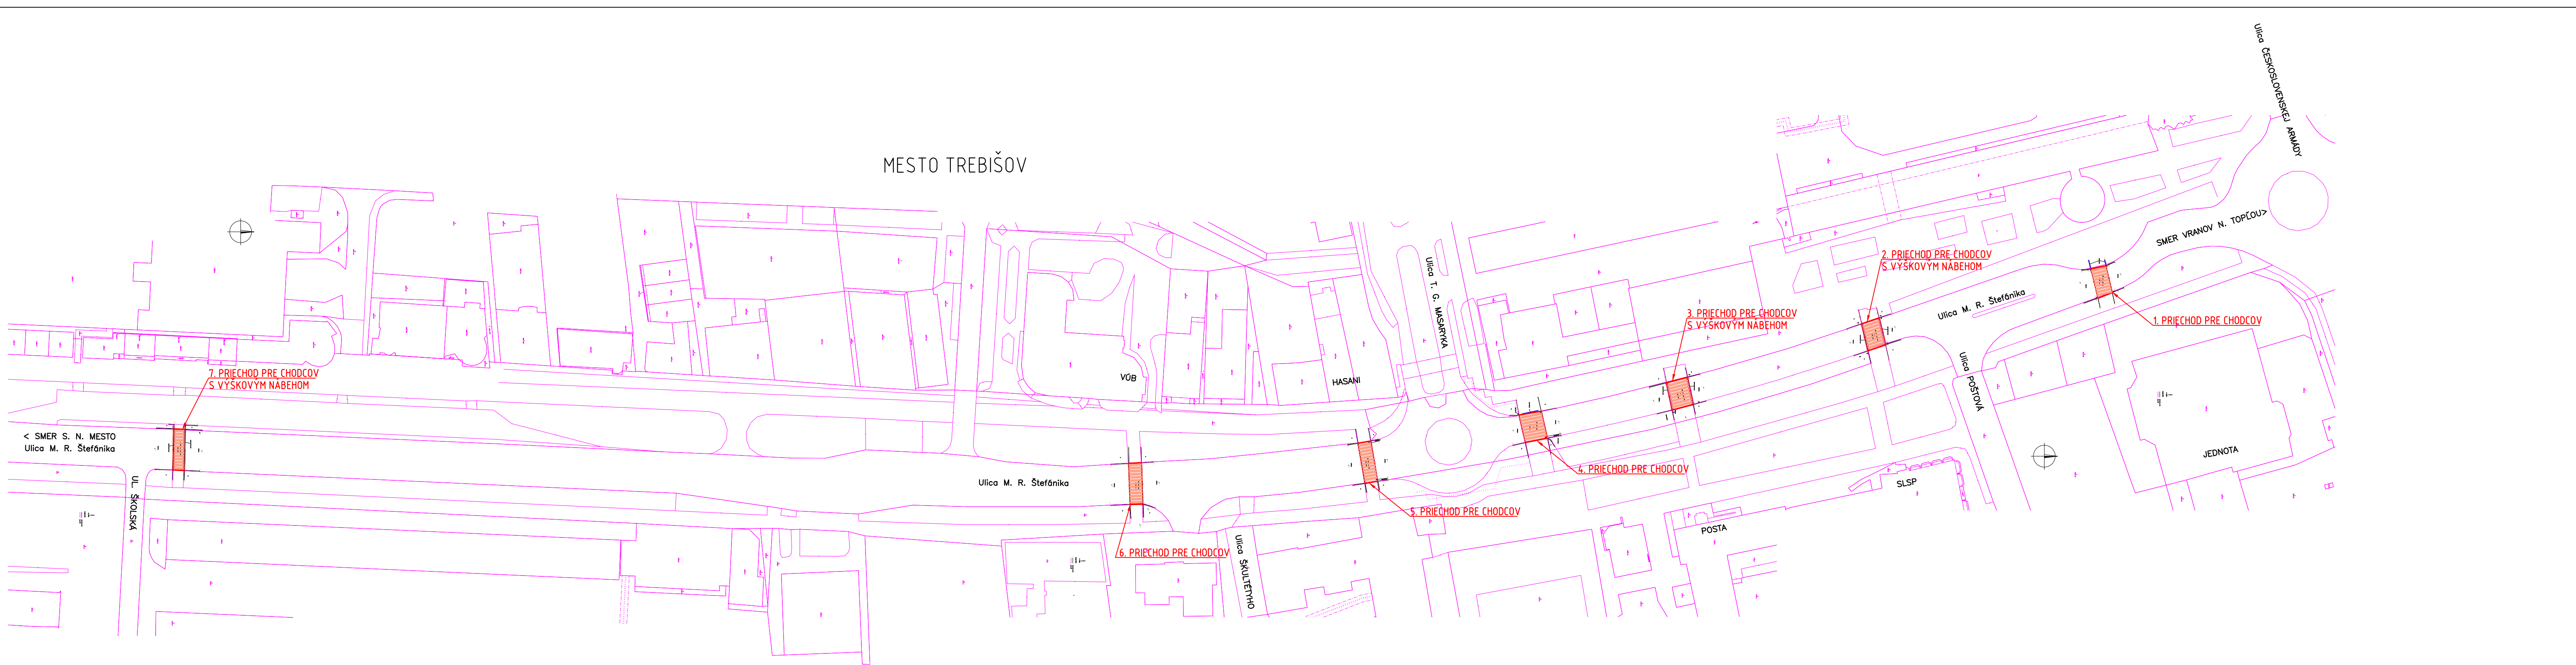 MESTO TREBIŠOV
Ulica ČESKOSLOVENSKEJ ARMÁDY
SMER VRANOV N. TOPĽOU>
1. PRIECHOD PRE CHODCOV
2. PRIECHOD PRE CHODCOV
S VÝŠKOVÝM NÁBEHOM
Ulica M. R. Štefánika
Ulica POŠTOVÁ
JEDNOTA
SLSP
POSTA
3. PRIECHOD PRE CHODCOV
S VÝŠKOVÝM NÁBEHOM
4. PRIECHOD PRE CHODCOV
Ulica T. G. MASARYKA
HASANI
5. PRIECHOD PRE CHODCOV
VÚB
Ulica M. R. Štefánika
6. PRIECHOD PRE CHODCOV
Ulica ŠKULTÉTYHO
7. PRIECHOD PRE CHODCOV
S VÝŠKOVÝM NÁBEHOM
< SMER S. N. MESTO
Ulica M. R. Štefánika
UL. ŠKOLSKÁ